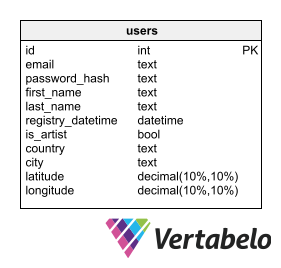 users
id int PK
email text
password_hash text
first_name text
last_name text
registry_datetime datetime
is_artist bool
country text
city text
latitude decimal(10%,10%)
longitude decimal(10%,10%)
Vertabelo